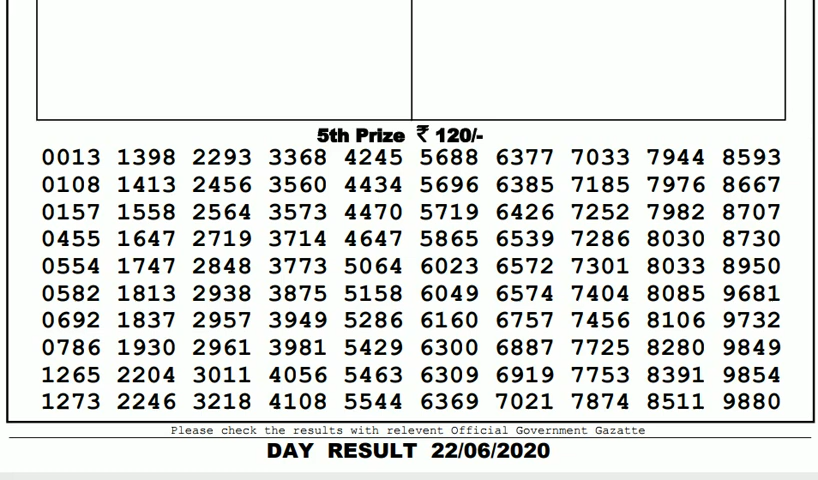 5th Prize ₹ 120/-
0013 1398 2293 3368 4245 5688 6377 7033 7944 8593
0108 1413 2456 3560 4434 5696 6385 7185 7976 8667
0157 1558 2564 3573 4470 5719 6426 7252 7982 8707
0455 1647 2719 3714 4647 5865 6539 7286 8030 8730
0554 1747 2848 3773 5064 6023 6572 7301 8033 8950
0582 1813 2938 3875 5158 6049 6574 7404 8085 9681
0692 1837 2957 3949 5286 6160 6757 7456 8106 9732
0786 1930 2961 3981 5429 6300 6887 7725 8280 9849
1265 2204 3011 4056 5463 6309 6919 7753 8391 9854
1273 2246 3218 4108 5544 6369 7021 7874 8511 9880
Please check the results with relevent Official Government Gazatte
DAY RESULT 22/06/2020